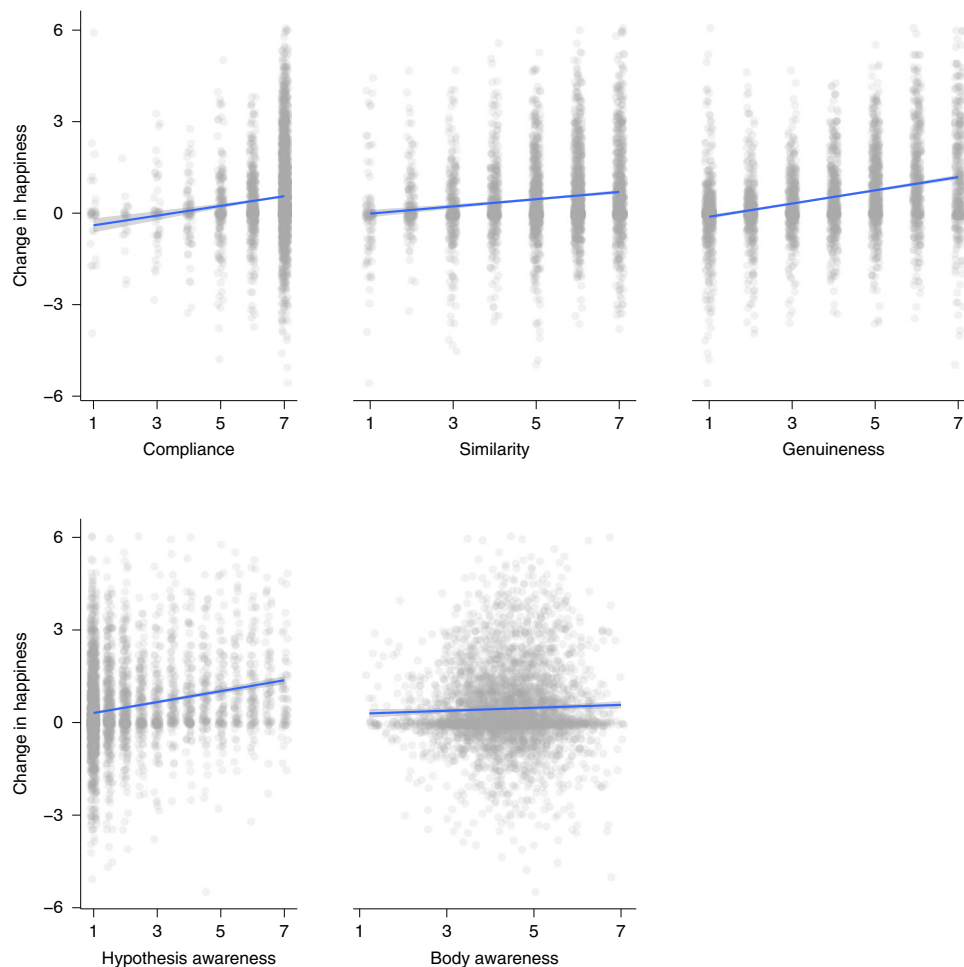 Change in happiness
6
3
0
−3
−6
1 3 5 7
Compliance
1 3 5 7
Similarity
1 3 5 7
Genuineness
Change in happiness
6
3
0
−3
−6
1 3 5 7
Hypothesis awareness
1 3 5 7
Body awareness